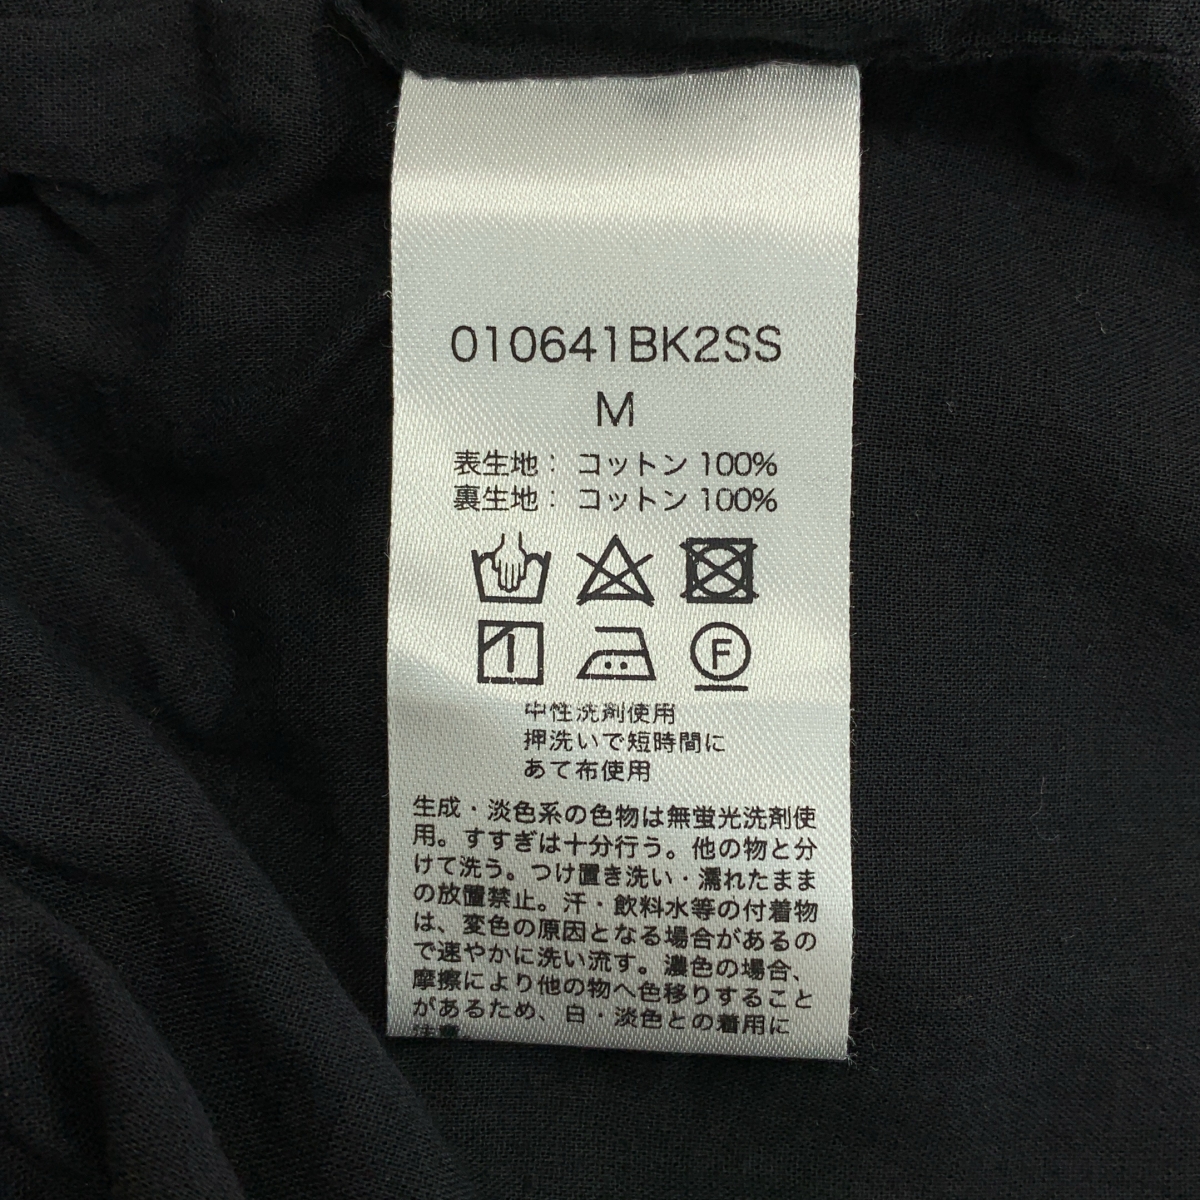 010641BK2SS
M
表生地： コットン 100%
裏生地： コットン 100%
F
中性洗剤使用
押洗いで短時間に
あて布使用
生成・淡色系の色物は無蛍光洗剤使
用。すすぎは十分行う。他の物と分
けて洗う。つけ置き洗い・濡れたまま
の放置禁止。汗・飲料水等の付着物
は、変色の原因となる場合があるの
で速やかに洗い流す。濃色の場合、
摩擦により他の物へ色移りすること
があるため、白・淡色との着用に
注意